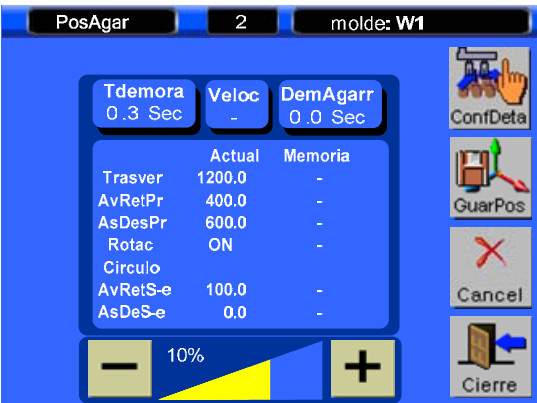 PosAgar 2 molde: W1
Tdemora Veloc DemAgarr
0.3 Sec - 0.0 Sec
ConfDeta
Actual Memoria
Trasver 1200.0 -
AvRetPr 400.0 -
AsDesPr 600.0 -
Rotac ON -
Circulo
AvRetS-e 100.0 -
AsDeS-e 0.0 -
GuarPos
Cancel
10%
Cierre